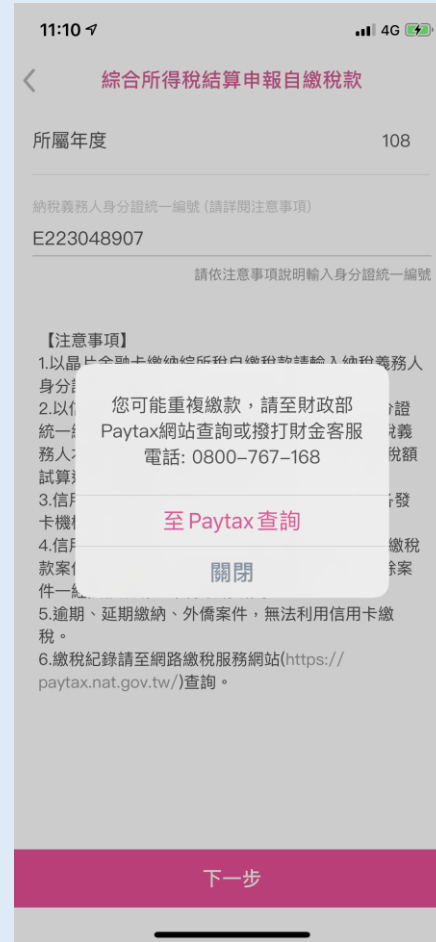 11:10
4G
綜合所得稅結算申報自繳稅款
所屬年度 108
納稅義務人身分證統一編號 (請詳閱注意事項)
E223048907
請依注意事項說明輸入身分證統一編號
【注意事項】
1.以晶片金融卡繳納綜所稅自繳稅款請輸入納稅義務人
身分
2.以信 證
統一 義
務人 稅額
試算
3.信用 發
卡機
4.信用 繳稅
款案 案
件一經
5.逾期、延期繳納、外僑案件,無法利用信用卡繳
稅。
6.繳稅紀錄請至網路繳稅服務網站(https://
paytax.nat.gov.tw/)查詢。
您可能重複繳款,請至財政部
Paytax網站查詢或撥打財金客服
電話: 0800-767-168
至 Paytax 查詢
關閉
下一步